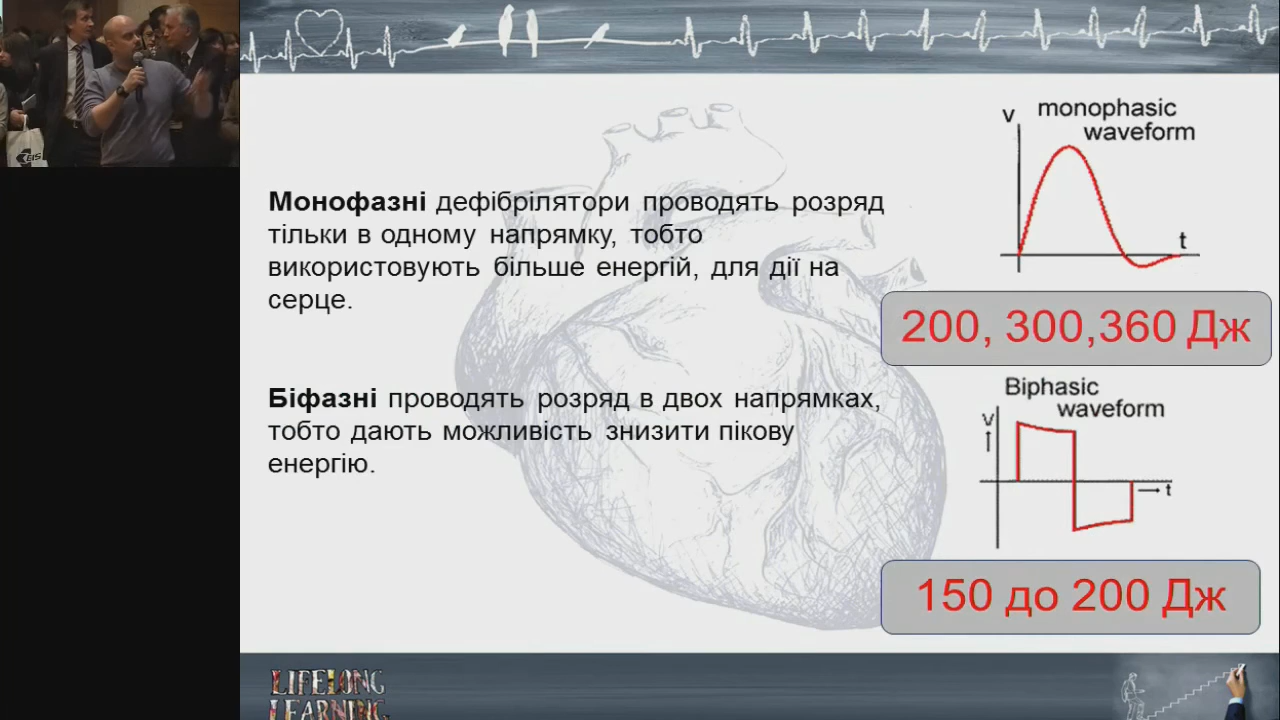 Монофазні дефібрілятори проводять розряд
тільки в одному напрямку, тобто
використовують більше енергій, для дії на
серце.
Біфазні проводять розряд в двох напрямках,
тобто дають можливість знизити пікову
енергію.
monophasic
waveform
v
t
200, 300,360 Дж
Biphasic
waveform
v
t
150 до 200 Дж
LIFELONG
LEARNING
EIS